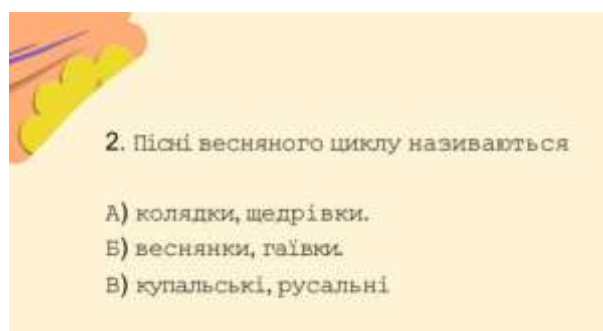 2. Пісні весняного циклу називаються
А) колядки, щедрівки.
Б) веснянки, гаївки.
В) купальські, русальні